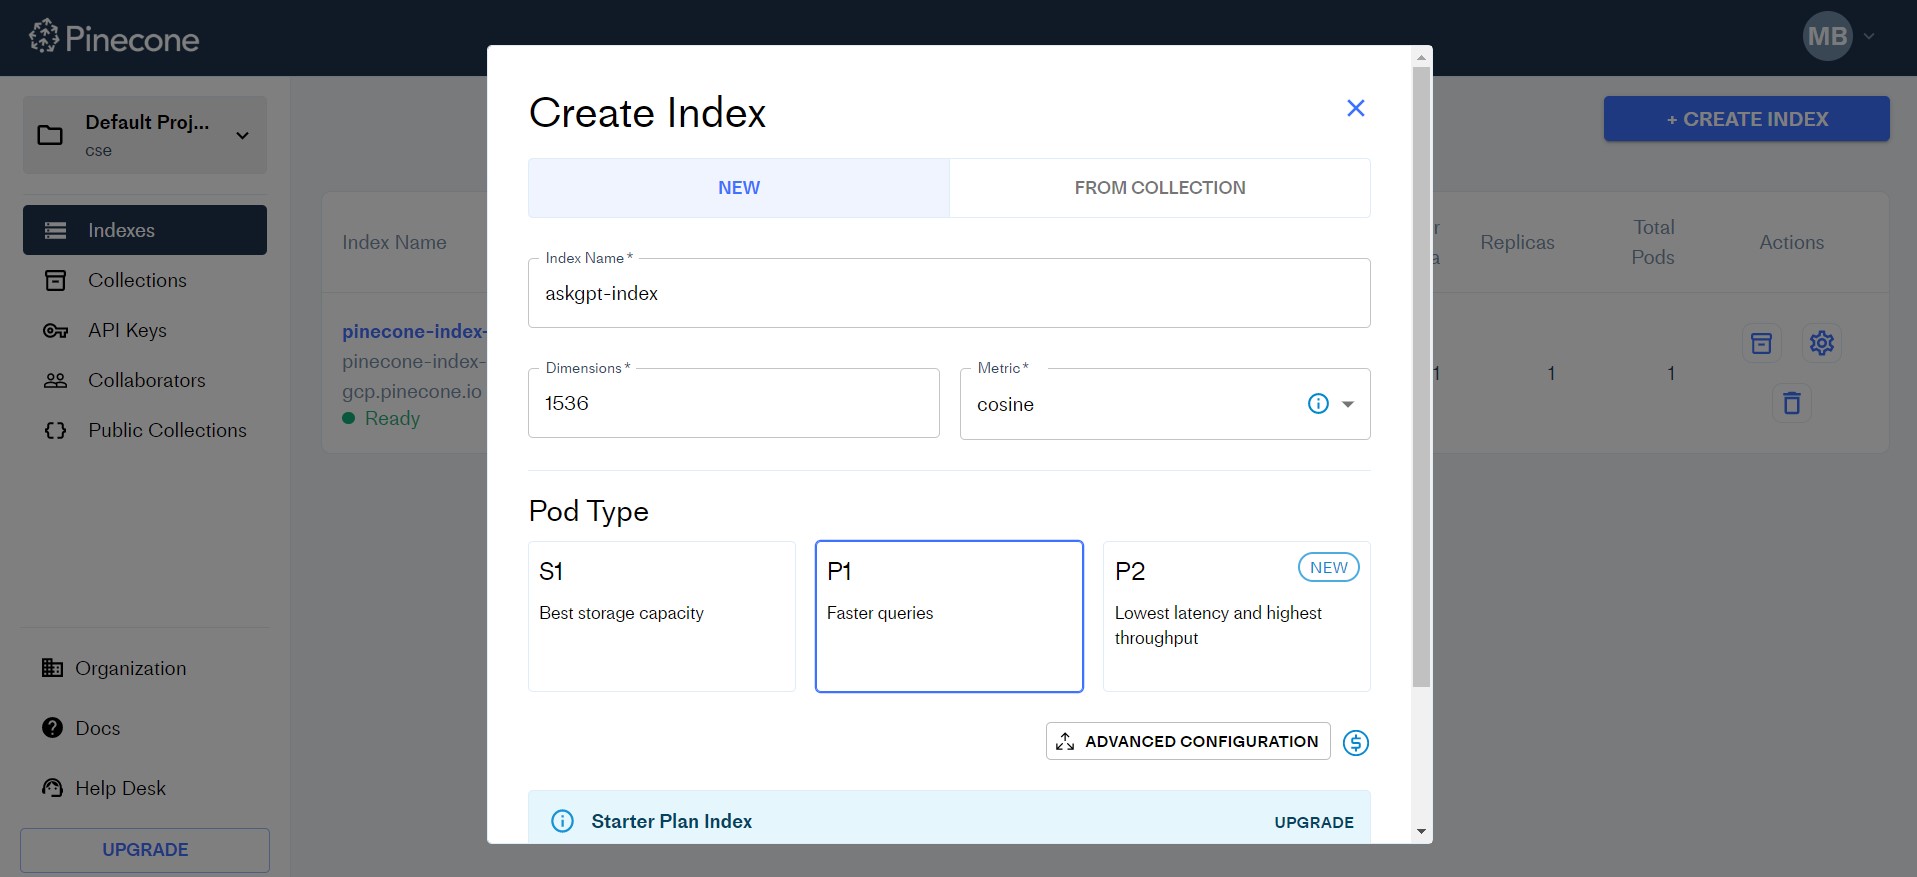 Pinecone
MB
Default Proj...
cse
+ CREATE INDEX
Indexes
Collections
API Keys
Collaborators
Public Collections
Organization
Docs
Help Desk
UPGRADE
Index Name
Replicas
Total
Pods
Actions
pinecone-index-
pinecone-index-
gcp.pinecone.io
Ready
1
1
1
Create Index
NEW
FROM COLLECTION
Index Name *
askgpt-index
Dimensions *
1536
Metric *
cosine
Pod Type
S1
Best storage capacity
P1
Faster queries
P2
NEW
Lowest latency and highest
throughput
ADVANCED CONFIGURATION
Starter Plan Index
UPGRADE